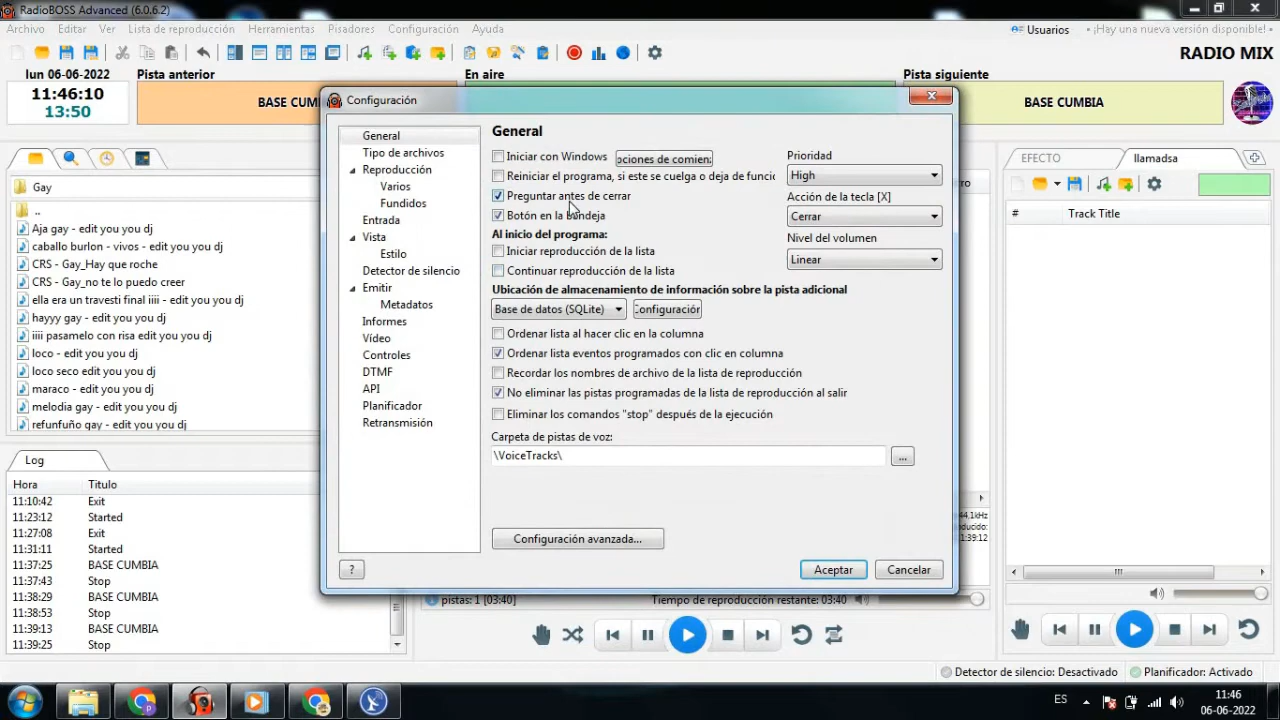 RadioBOSS Advanced (6.0.6.2)
Archivo Editar Ver Lista de reproducción Herramientas Pisadores Configuración Ayuda
Usuarios
¡Hay una nueva versión disponible!
RADIO MIX
lun 06-06-2022
11:46:10
13:50
Pista anterior
BASE CUM
En aire
Pista siguiente
BASE CUMBIA
Gay
..
Aja gay - edit you you dj
caballo burlon - vivos - edit you you dj
CRS - Gay_Hay que roche
CRS - Gay_no te lo puedo creer
ella era un travesti final iiii - edit you you dj
hayyy gay - edit you you dj
iiii pasamelo con risa edit you you dj
loco - edit you you dj
loco seco edit you you dj
maraco - edit you you dj
melodia gay - edit you you dj
refunfuño gay - edit you you dj
Log
Hora Titulo
11:10:42 Exit
11:23:12 Started
11:27:08 Exit
11:31:11 Started
11:37:25 BASE CUMBIA
11:37:43 Stop
11:38:29 BASE CUMBIA
11:38:53 Stop
11:39:13 BASE CUMBIA
11:39:25 Stop
Configuración
General
Tipo de archivos
Reproducción
Varios
Fundidos
Entrada
Vista
Estilo
Detector de silencio
Emitir
Metadatos
Informes
Vídeo
Controles
DTMF
API
Planificador
Retransmisión
General
Iniciar con Windows
ciones de comien
Reiniciar el programa, si este se cuelga o deja de funcio
Preguntar antes de cerrar
Botón en la bandeja
Al inicio del programa:
Iniciar reproducción de la lista
Continuar reproducción de la lista
Prioridad
High
Acción de la tecla [X]
Cerrar
Nivel del volumen
Linear
Ubicación de almacenamiento de información sobre la pista adicional
Base de datos (SQLite)
Configuración
Ordenar lista al hacer clic en la columna
Ordenar lista eventos programados con clic en columna
Recordar los nombres de archivo de la lista de reproducción
No eliminar las pistas programadas de la lista de reproducción al salir
Eliminar los comandos "stop" después de la ejecución
Carpeta de pistas de voz:
\VoiceTracks\
...
Configuración avanzada...
?
Aceptar
Cancelar
ro
44,1kHz
ducido:
:39:12
pistas: 1 [03:40]
Tiempo de reproducción restante: 03:40
EFECTO
llamadsa
# Track Title
Detector de silencio: Desactivado
Planificador: Activado
ES
11:46
06-06-2022